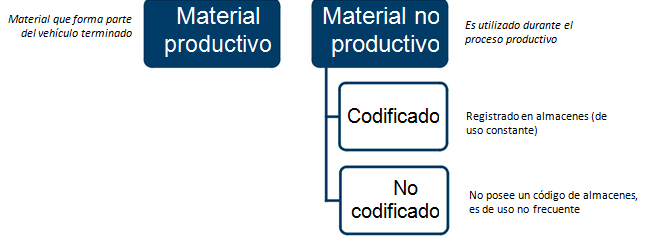 Material que forma parte
del vehículo terminado
Material
productivo
Material no
productivo
Es utilizado durante el
proceso productivo
Codificado
Registrado en almacenes (de
uso constante)
No
codificado
No posee un código de almacenes,
es de uso no frecuente